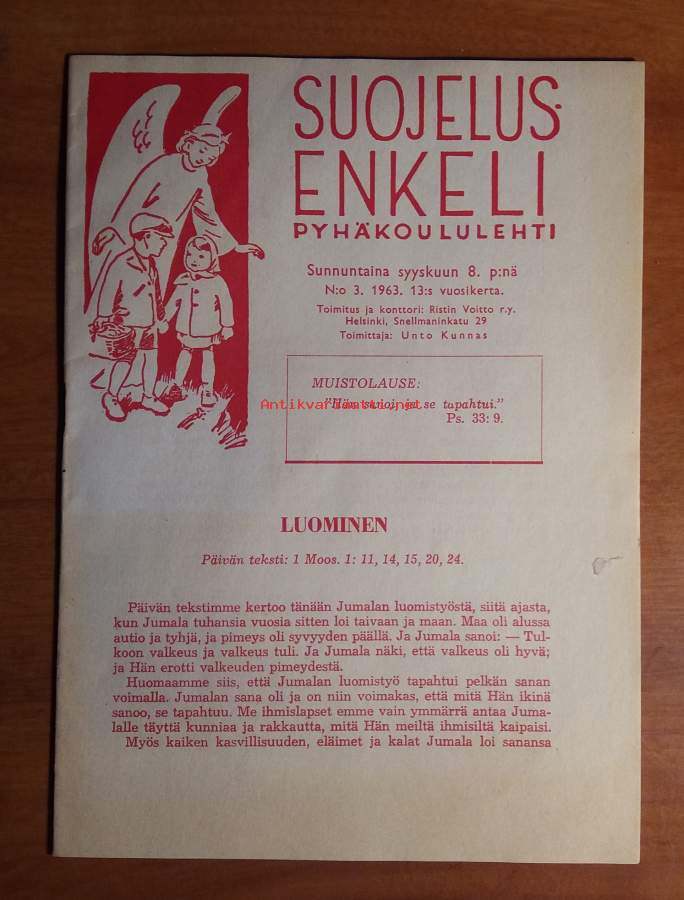 SUOJELUS-
ENKELI
PYHÄKOULULEHTI
Sunnuntaina syyskuun 8. p:nä
N:o 3. 1963. 13:s vuosikerta.
Toimitus ja konttori: Ristin Voitto r.y.
Helsinki, Snellmaninkatu 29
Toimittaja: Unto Kunnas
MUISTOLAUSE:
"Hän sanoi, ja se tapahtui."
Antikvariaatti.net
Ps. 33: 9.
LUOMINEN
Päivän teksti: 1 Moos. 1: 11, 14, 15, 20, 24.
Päivän tekstimme kertoo tänään Jumalan luomistyöstä, siitä ajasta,
kun Jumala tuhansia vuosia sitten loi taivaan ja maan. Maa oli alussa
autio ja tyhjä, ja pimeys oli syvyyden päällä. Ja Jumala sanoi: — Tul-
koon valkeus ja valkeus tuli. Ja Jumala näki, että valkeus oli hyvä;
ja Hän erotti valkeuden pimeydestä.
Huomaamme siis, että Jumalan luomistyö tapahtui pelkän sanan
voimalla. Jumalan sana oli ja on niin voimakas, että mitä Hän ikinä
sanoo, se tapahtuu. Me ihmislapset emme vain ymmärrä antaa Juma-
lalle täyttä kunniaa ja rakkautta, mitä Hän meiltä ihmisiltä kaipaisi.
Myös kaiken kasvillisuuden, eläimet ja kalat Jumala loi sanansa